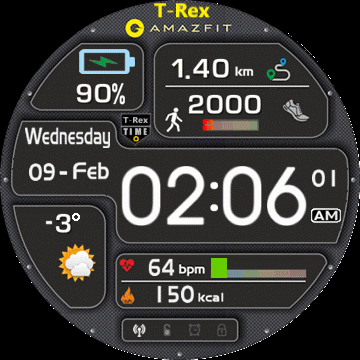 T-Rex
AMAZFIT
90%
1.40 km
2000
T-Rex
TIME
Wednesday
09-Feb
02:06 01
AM
-3°
64 bpm
150 kcal